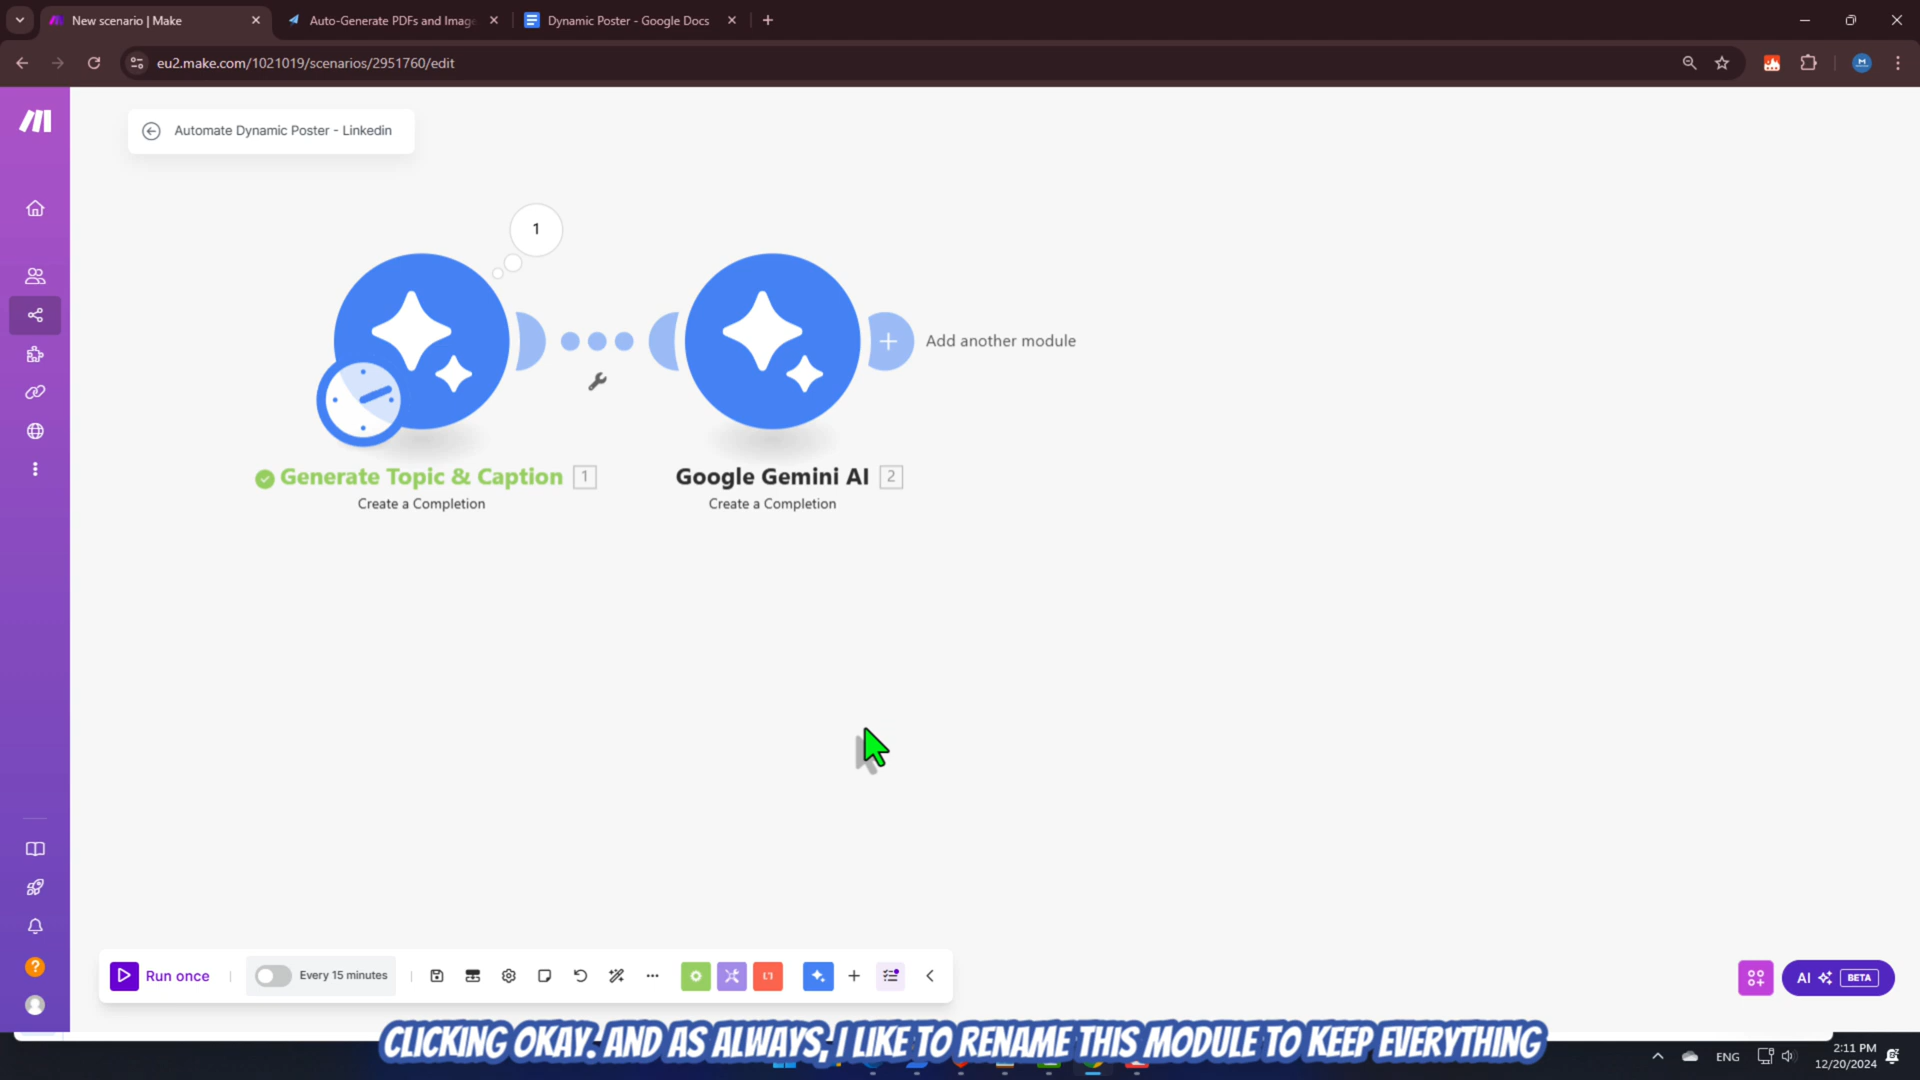 New scenario | Make
Auto-Generate PDFs and Image
Dynamic Poster - Google Docs
eu2.make.com/1021019/scenarios/2951760/edit
Automate Dynamic Poster - Linkedin
1
Add another module
Generate Topic & Caption 1
Create a Completion
Google Gemini AI 2
Create a Completion
Run once
Every 15 minutes
AI BETA
CLICKING OKAY. AND AS ALWAYS, I LIKE TO RENAME THIS MODULE TO KEEP EVERYTHING
ENG
2:11 PM
12/20/2024